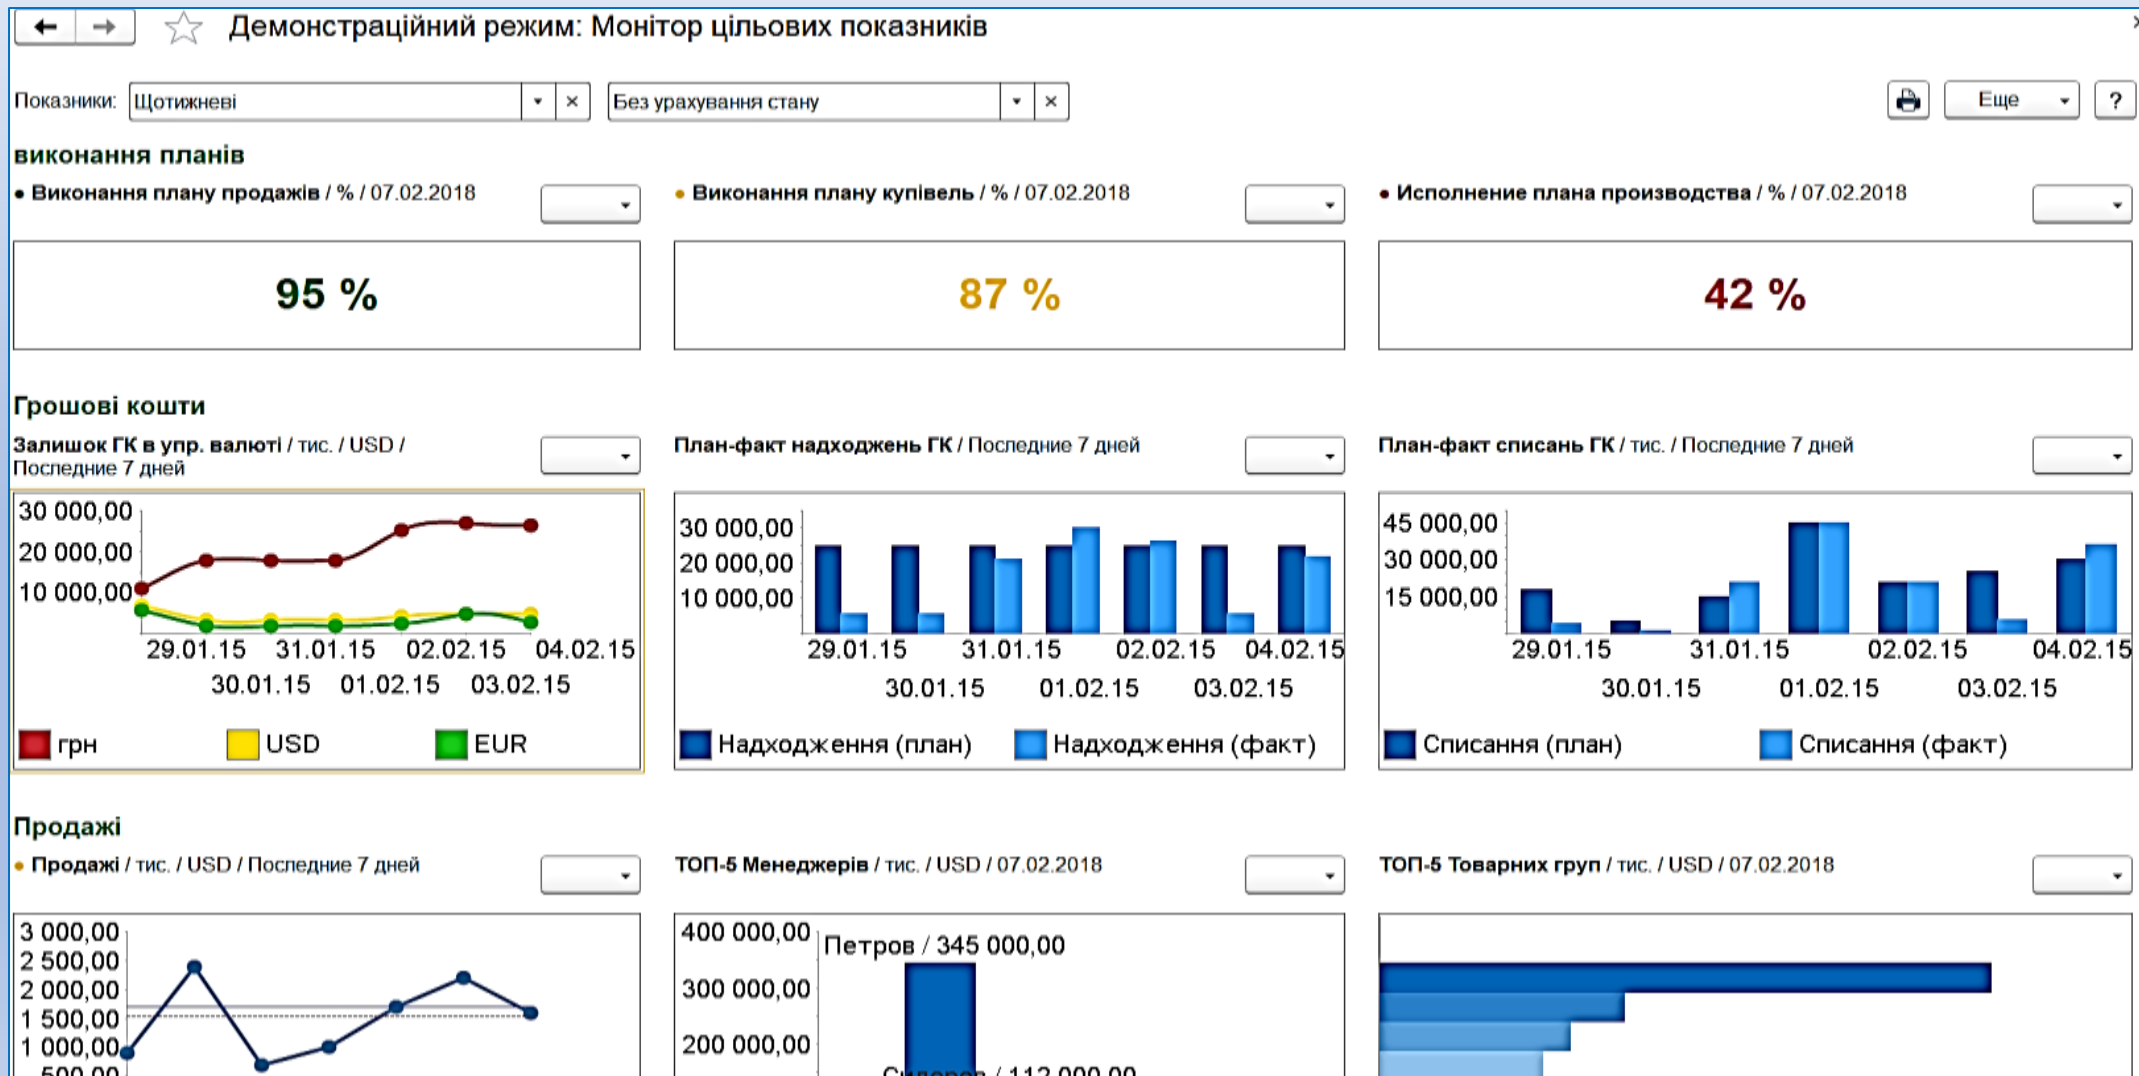 Демонстраційний режим: Монітор цільових показників
Показники: Щотижневі Без урахування стану Еще ?
виконання планів
• Виконання плану продажів / % / 07.02.2018
95 %
• Виконання плану купівель / % / 07.02.2018
87 %
• Исполнение плана производства / % / 07.02.2018
42 %
Грошові кошти
Залишок ГК в упр. валюті / тис. / USD /
Последние 7 дней
30 000,00
20 000,00
10 000,00
29.01.15 31.01.15 02.02.15 04.02.15
30.01.15 01.02.15 03.02.15
грн USD EUR
План-факт надходжень ГК / Последние 7 дней
30 000,00
20 000,00
10 000,00
29.01.15 31.01.15 02.02.15 04.02.15
30.01.15 01.02.15 03.02.15
Надходження (план) Надходження (факт)
План-факт списань ГК / тис. / Последние 7 дней
45 000,00
30 000,00
15 000,00
29.01.15 31.01.15 02.02.15 04.02.15
30.01.15 01.02.15 03.02.15
Списання (план) Списання (факт)
Продажі
• Продажі / тис. / USD / Последние 7 дней
3 000,00
2 500,00
2 000,00
1 500,00
1 000,00
500,00
ТОП-5 Менеджерів / тис. / USD / 07.02.2018
400 000,00
Петров / 345 000,00
300 000,00
200 000,00
Сидоров / 112 000,00
ТОП-5 Товарних груп / тис. / USD / 07.02.2018